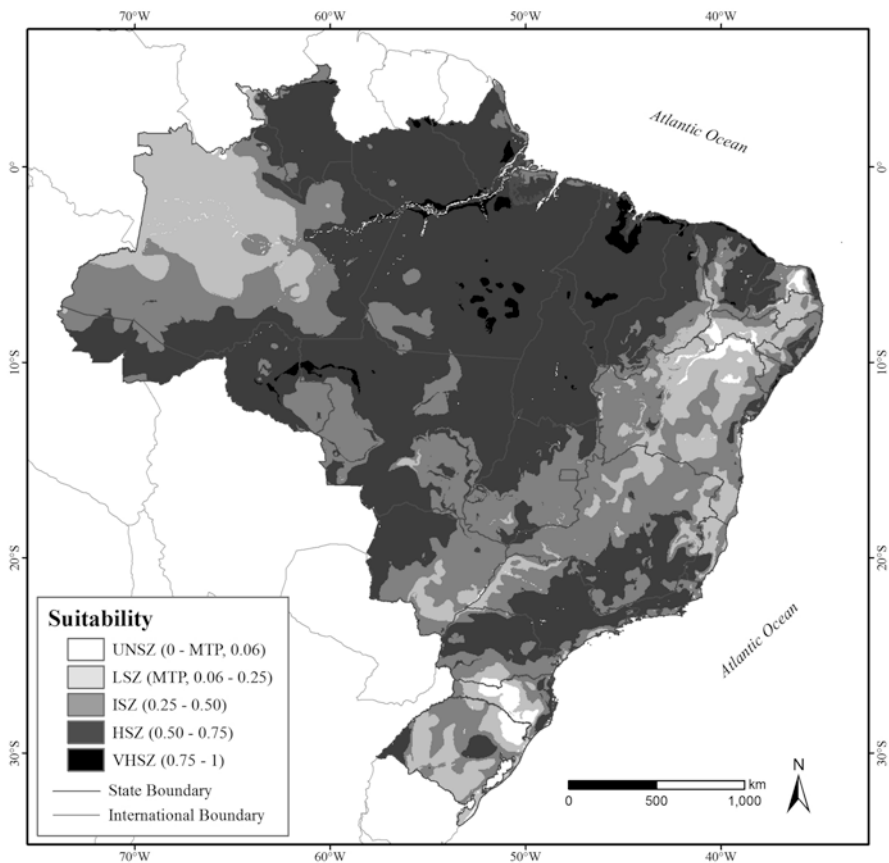 70°W 60°W 50°W 40°W
Atlantic Ocean
0°
0°
10°S
10°S
20°S
20°S
Atlantic Ocean
30°S
30°S
Suitability
UNSZ (0 - MTP, 0.06)
LSZ (MTP, 0.06 - 0.25)
ISZ (0.25 - 0.50)
HSZ (0.50 - 0.75)
VHSZ (0.75 - 1)
State Boundary
International Boundary
N
km
0 500 1,000
70°W 60°W 50°W 40°W